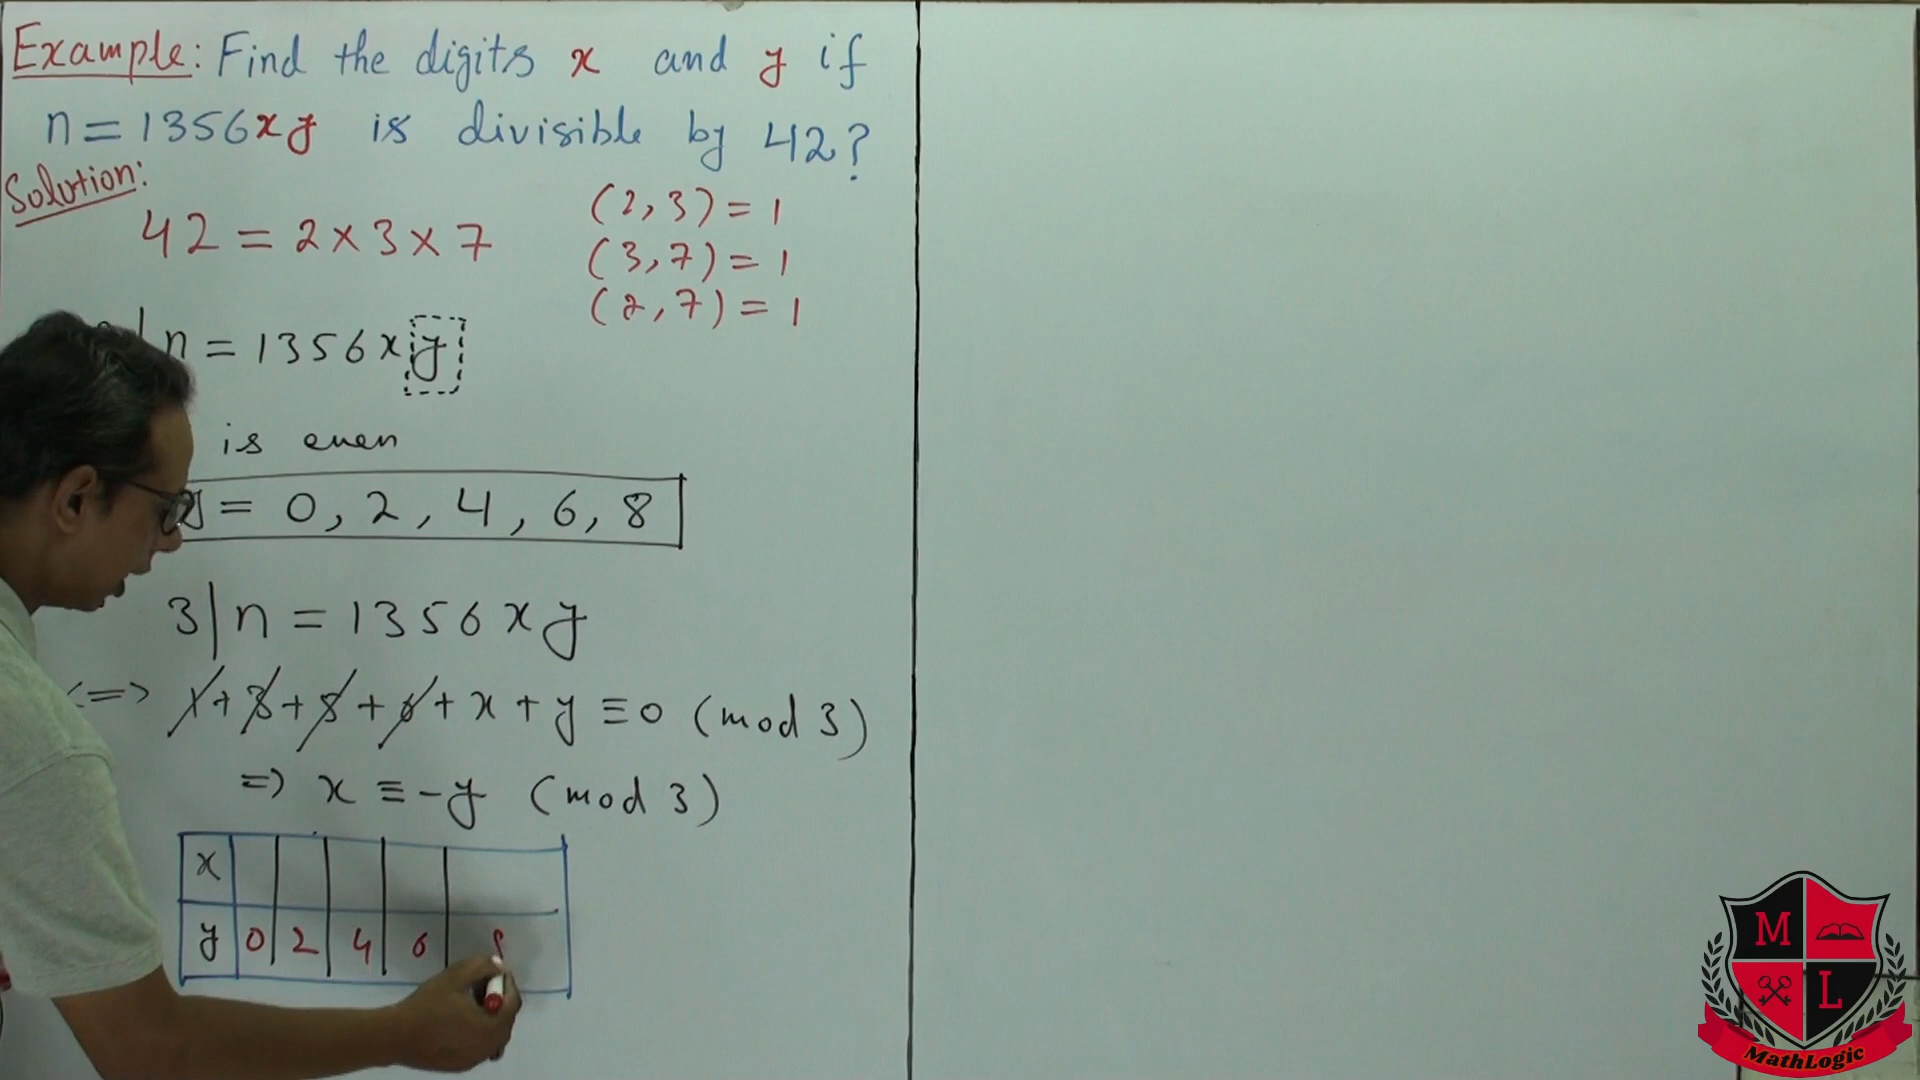 Example: Find the digits x and y if
n = 1356xy is divisible by 42?
Solution:
42 = 2 × 3 × 7
(2, 3) = 1
(3, 7) = 1
(2, 7) = 1
n = 1356xy
is even
y = 0, 2, 4, 6, 8
3 | n = 1356xy
<=> 1 + 3 + 5 + 6 + x + y ≡ 0 (mod 3)
=> x ≡ -y (mod 3)
x
y 0 2 4 6
M
L
MathLogic